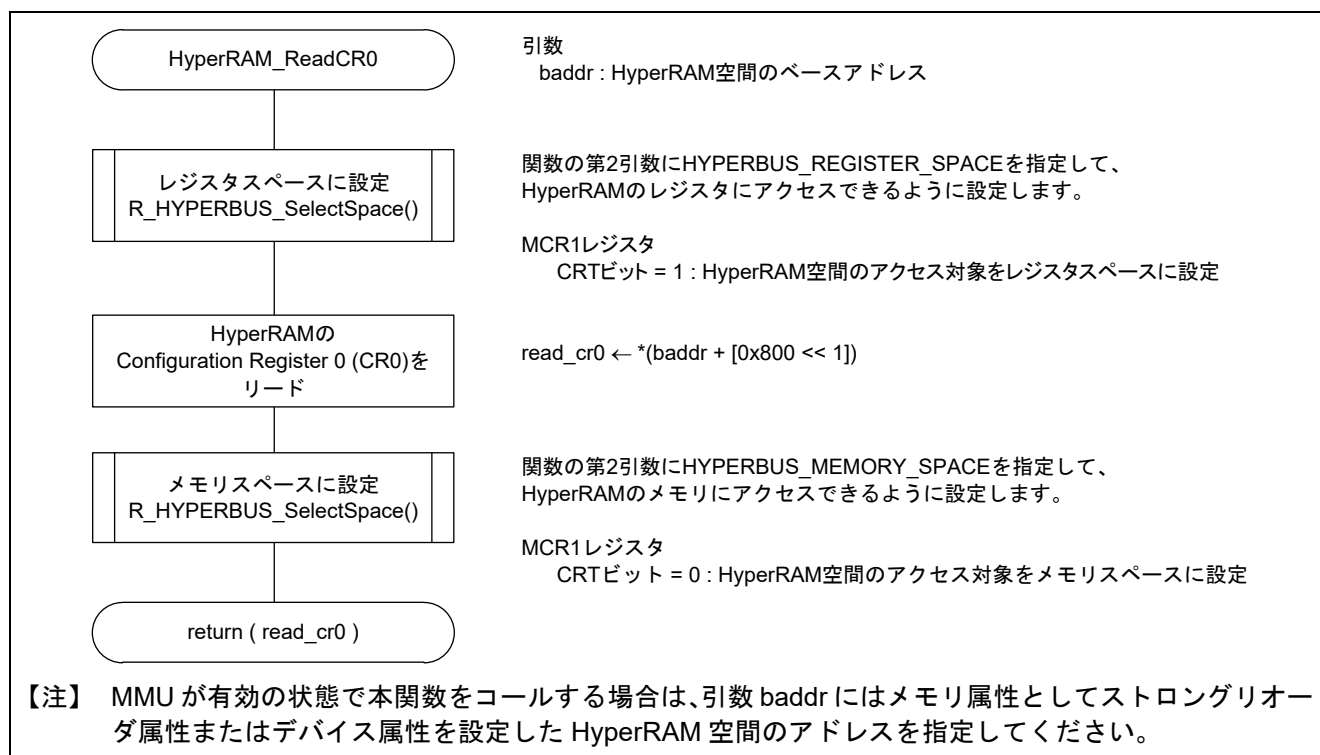 HyperRAM_ReadCR0
引数
baddr : HyperRAM空間のベースアドレス
レジスタスペースに設定
R_HYPERBUS_SelectSpace()
関数の第2引数にHYPERBUS_REGISTER_SPACEを指定して、
HyperRAMのレジスタにアクセスできるように設定します。
MCR1レジスタ
CRTビット = 1 : HyperRAM空間のアクセス対象をレジスタスペースに設定
HyperRAMの
Configuration Register 0 (CR0)を
リード
read_cr0 ← *(baddr + [0x800 << 1])
メモリスペースに設定
R_HYPERBUS_SelectSpace()
関数の第2引数にHYPERBUS_MEMORY_SPACEを指定して、
HyperRAMのメモリにアクセスできるように設定します。
MCR1レジスタ
CRTビット = 0 : HyperRAM空間のアクセス対象をメモリスペースに設定
return ( read_cr0 )
【注】 MMU が有効の状態で本関数をコールする場合は、引数 baddr にはメモリ属性としてストロングリオー
ダ属性またはデバイス属性を設定した HyperRAM 空間のアドレスを指定してください。